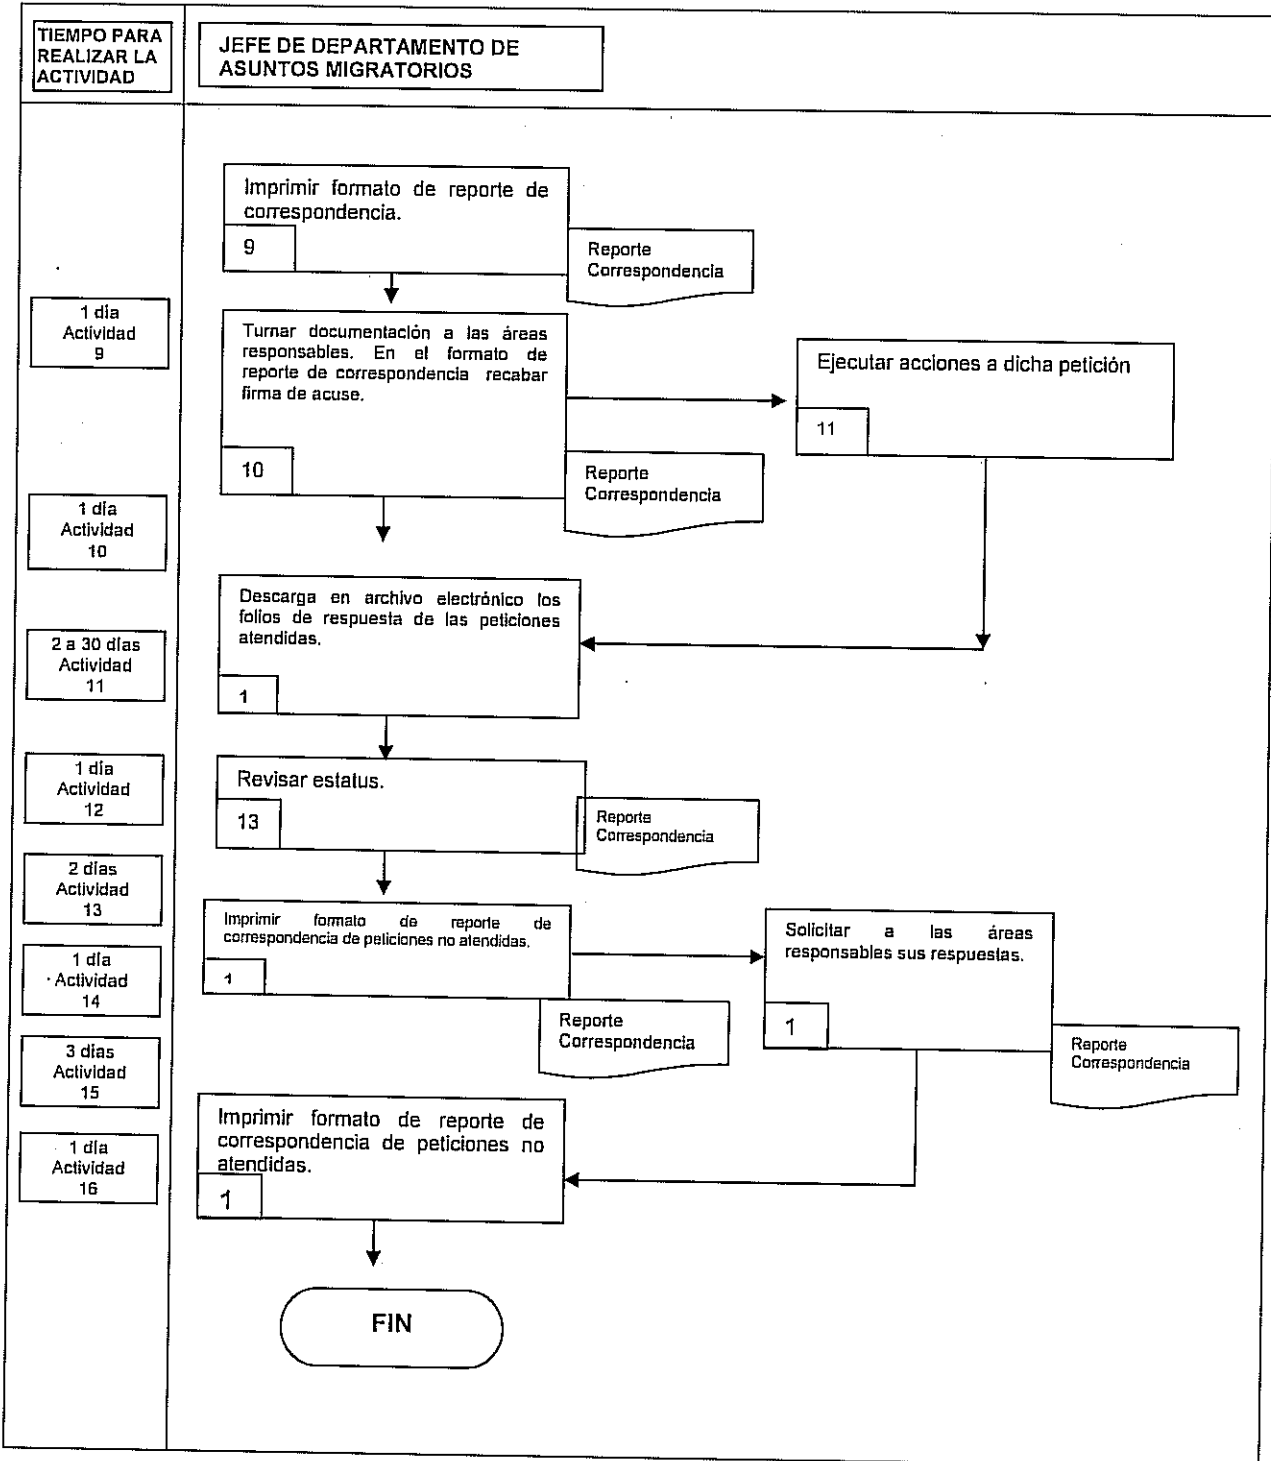 TIEMPO PARA
REALIZAR LA
ACTIVIDAD
JEFE DE DEPARTAMENTO DE
ASUNTOS MIGRATORIOS
Imprimir formato de reporte de
correspondencia.
9
Reporte
Correspondencia
1 día
Actividad
9
Turnar documentación a las áreas
responsables. En el formato de
reporte de correspondencia recabar
firma de acuse.
10
Reporte
Correspondencia
Ejecutar acciones a dicha petición
11
1 día
Actividad
10
Descarga en archivo electrónico los
folios de respuesta de las peticiones
atendidas.
1
2 a 30 días
Actividad
11
1 día
Actividad
12
Revisar estatus.
13
Reporte
Correspondencia
2 días
Actividad
13
Imprimir formato de reporte de
correspondencia de peticiones no atendidas.
1
Reporte
Correspondencia
Solicitar a las áreas
responsables sus respuestas.
1
Reporte
Correspondencia
1 día
Actividad
14
3 días
Actividad
15
Imprimir formato de reporte de
correspondencia de peticiones no
atendidas.
1
1 día
Actividad
16
FIN